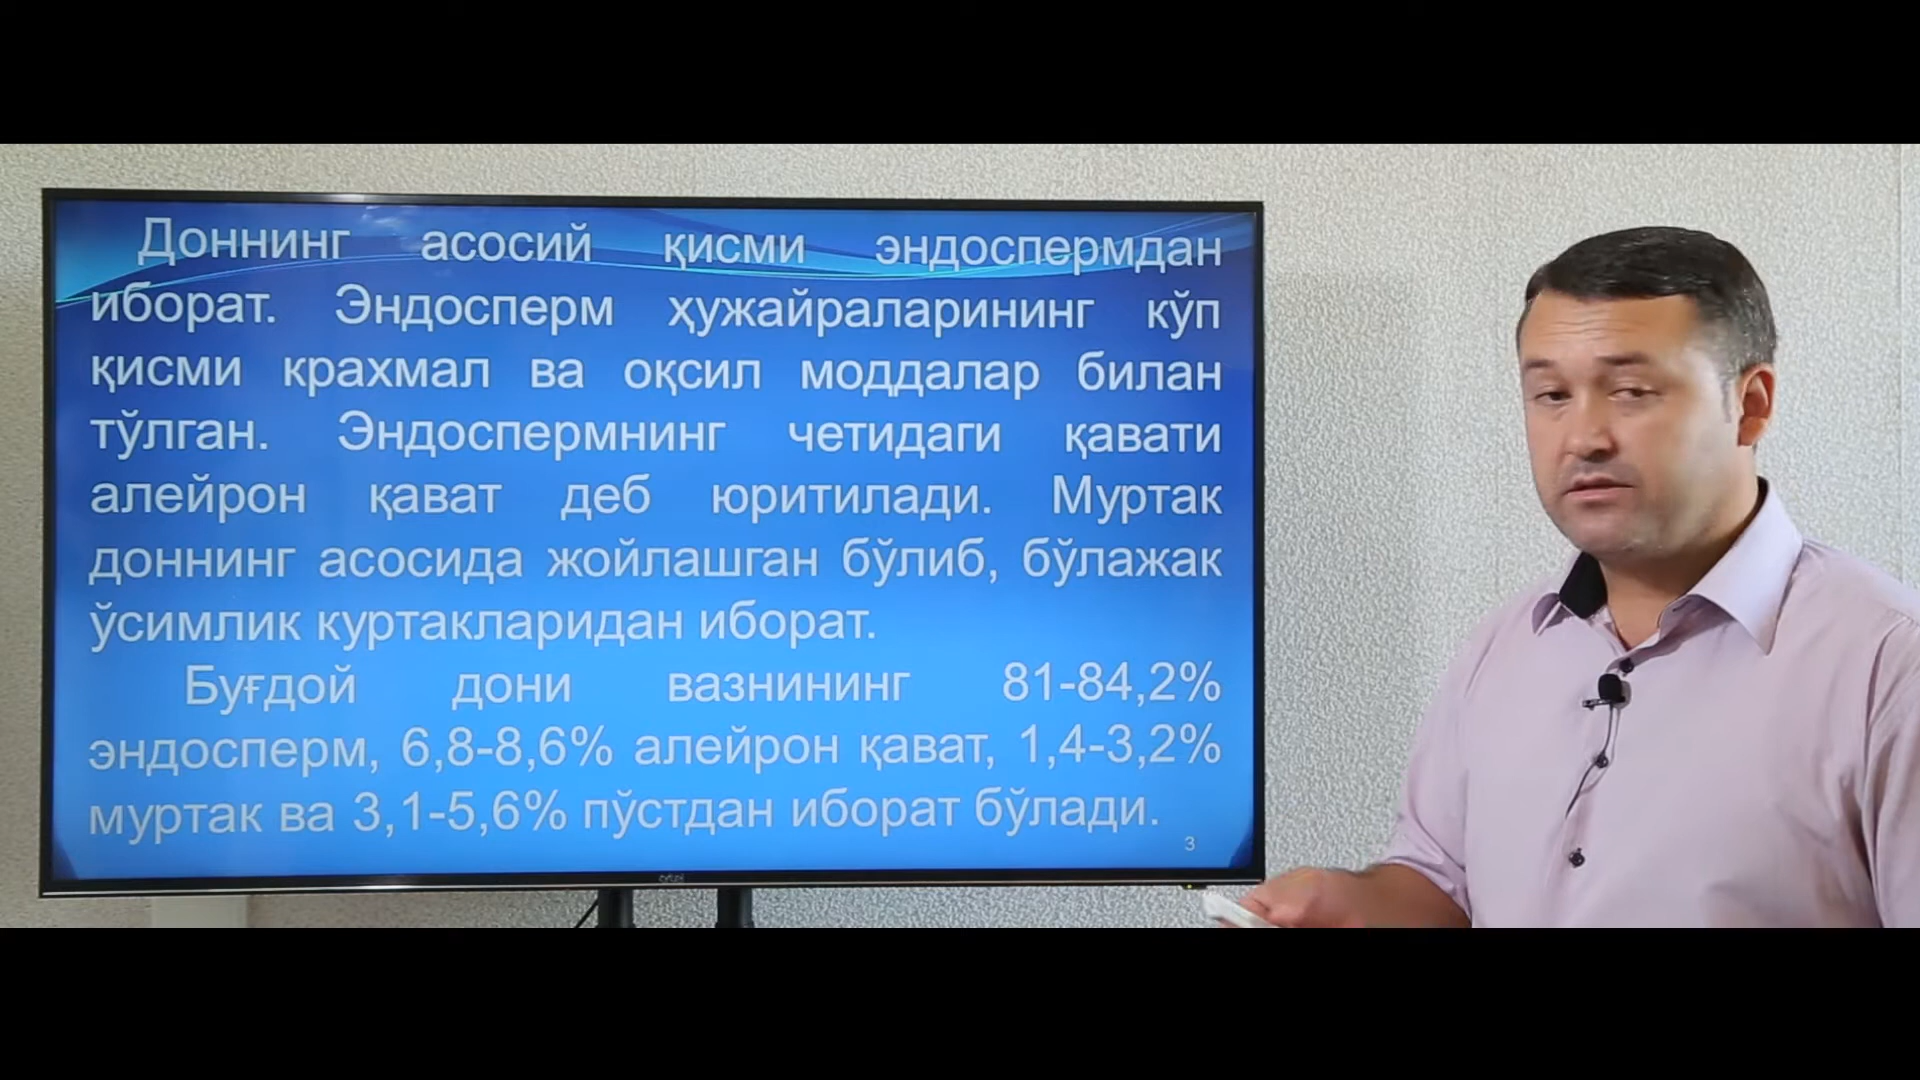 Доннинг асосий қисми эндоспермдан
иборат. Эндосперм ҳужайраларининг кўп
қисми крахмал ва оқсил моддалар билан
тўлган. Эндоспермнинг четидаги қавати
алейрон қават деб юритилади. Муртак
доннинг асосида жойлашган бўлиб, бўлажак
ўсимлик куртакларидан иборат.
Буғдой дони вазнининг 81-84,2%
эндосперм, 6,8-8,6% алейрон қават, 1,4-3,2%
муртак ва 3,1-5,6% пўстдан иборат бўлади.
3